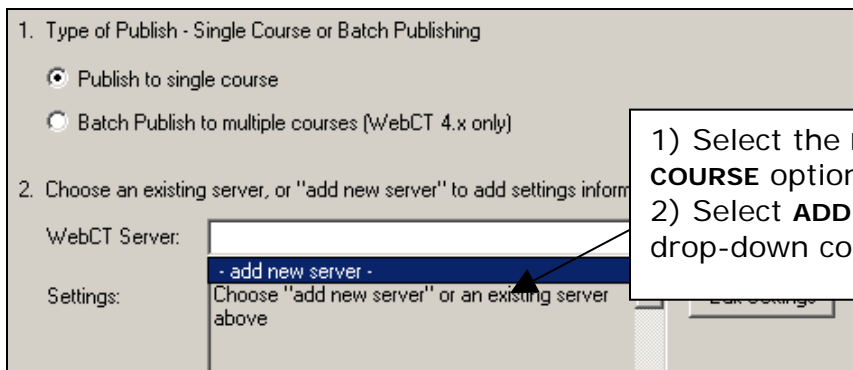 1. Type of Publish - Single Course or Batch Publishing
Publish to single course
Batch Publish to multiple courses (WebCT 4.x only)
1) Select the
COURSE option
2) Select ADD
drop-down co
2. Choose an existing server, or "add new server" to add settings inform
WebCT Server:
- add new server -
Settings:
Choose "add new server" or an existing server
above
Edit Settings